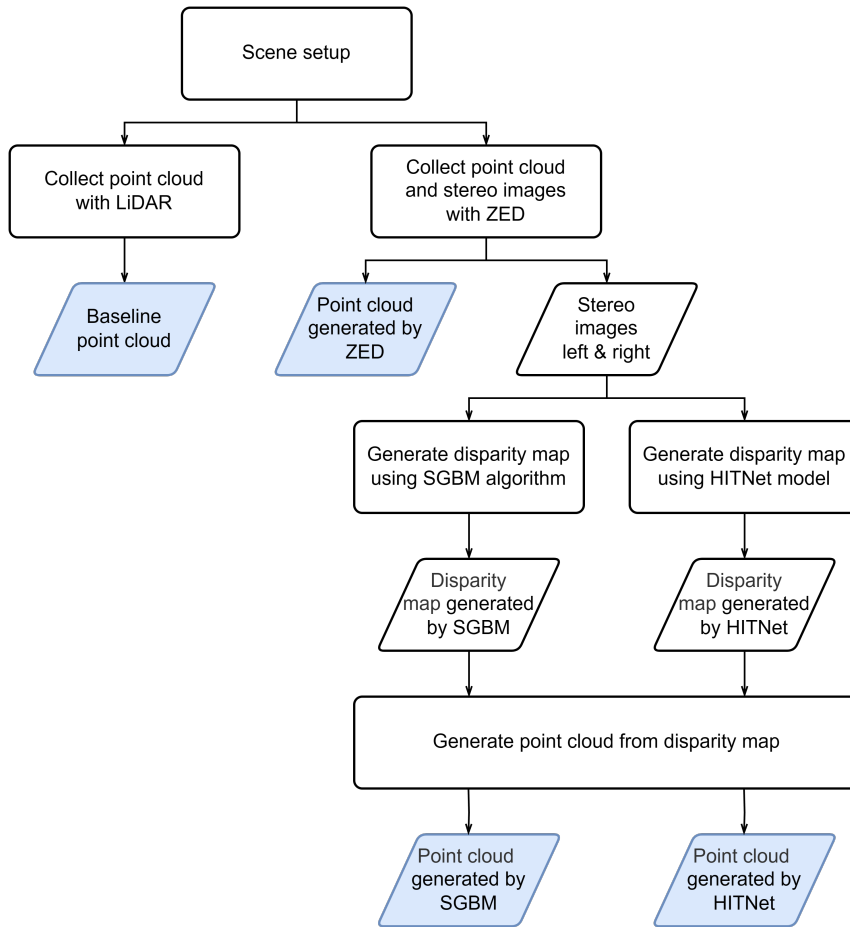 Scene setup
Collect point cloud
with LiDAR
Collect point cloud
and stereo images
with ZED
Baseline
point cloud
Point cloud
generated by
ZED
Stereo
images
left & right
Generate disparity map
using SGBM algorithm
Generate disparity map
using HITNet model
Disparity
map generated
by SGBM
Disparity
map generated
by HITNet
Generate point cloud from disparity map
Point cloud
generated by
SGBM
Point cloud
generated by
HITNet